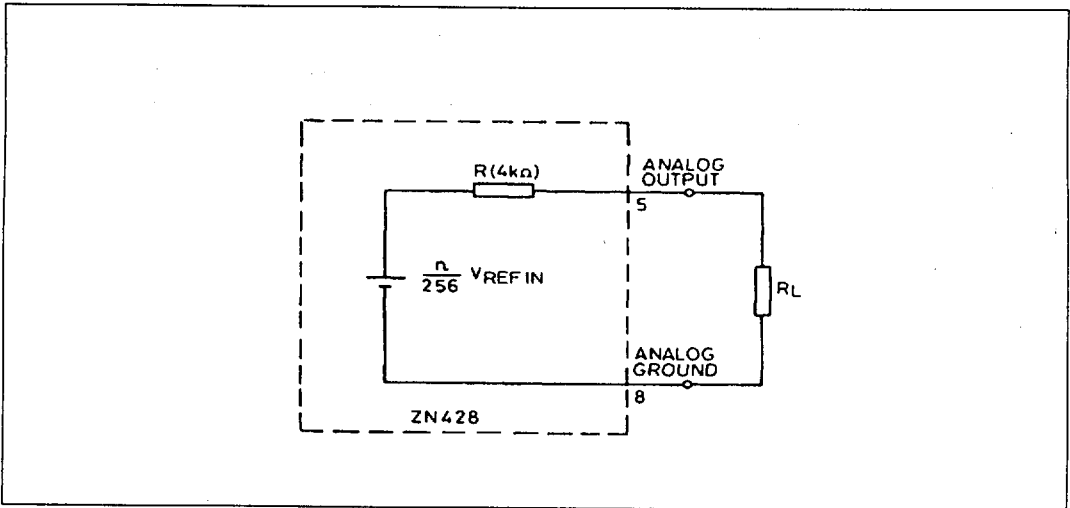 R(4kΩ)
ANALOG
OUTPUT
5
n
256
VREF IN
RL
ANALOG
GROUND
8
ZN428